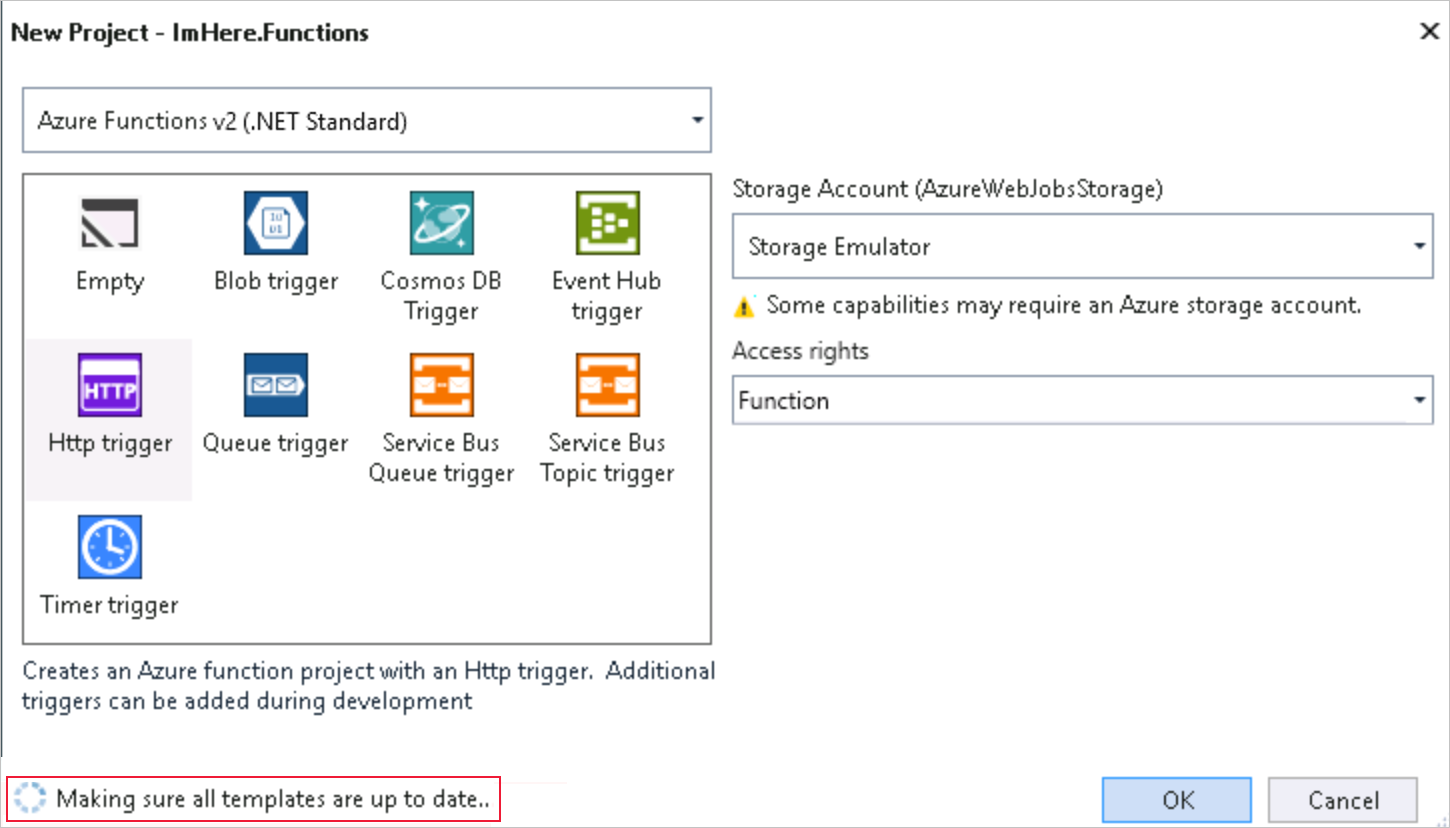 New Project - ImHere.Functions
Azure Functions v2 (.NET Standard)
Empty
Blob trigger
Cosmos DB
Trigger
Event Hub
trigger
HTTP
Http trigger
Queue trigger
Service Bus
Queue trigger
Service Bus
Topic trigger
Timer trigger
Creates an Azure function project with an Http trigger.  Additional
triggers can be added during development
Storage Account (AzureWebJobsStorage)
Storage Emulator
Some capabilities may require an Azure storage account.
Access rights
Function
Making sure all templates are up to date..
OK
Cancel